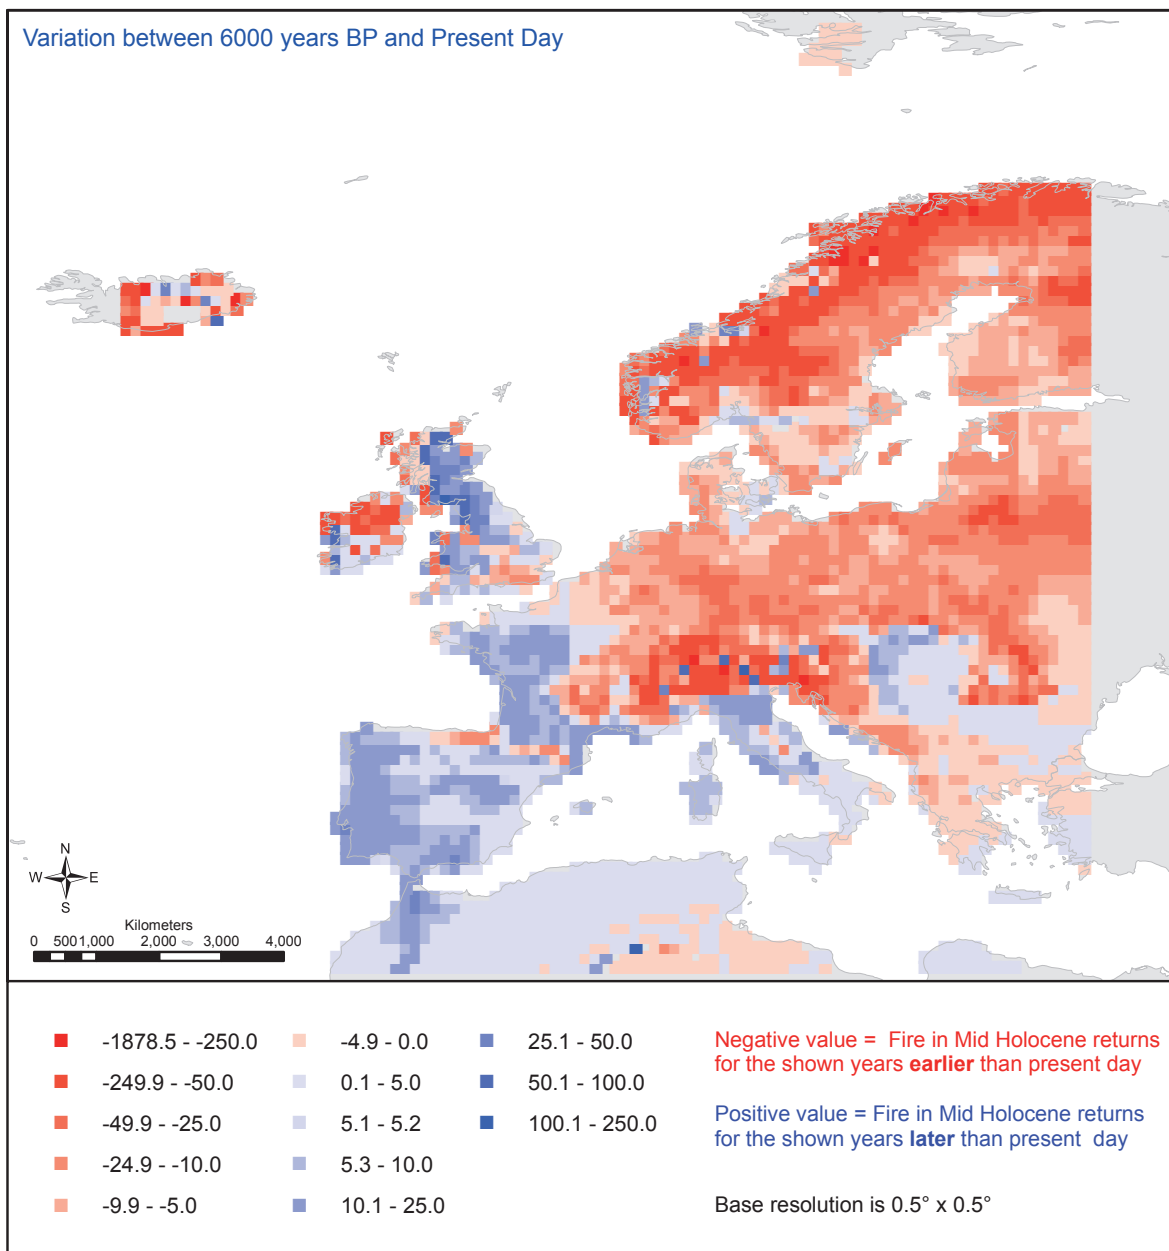 Variation between 6000 years BP and Present Day
N
W E
S
Kilometers
0 500 1,000 2,000 3,000 4,000
-1878.5 - -250.0
-249.9 - -50.0
-49.9 - -25.0
-24.9 - -10.0
-9.9 - -5.0
-4.9 - 0.0
0.1 - 5.0
5.1 - 5.2
5.3 - 10.0
10.1 - 25.0
25.1 - 50.0
50.1 - 100.0
100.1 - 250.0
Negative value = Fire in Mid Holocene returns
for the shown years earlier than present day
Positive value = Fire in Mid Holocene returns
for the shown years later than present day
Base resolution is 0.5° x 0.5°